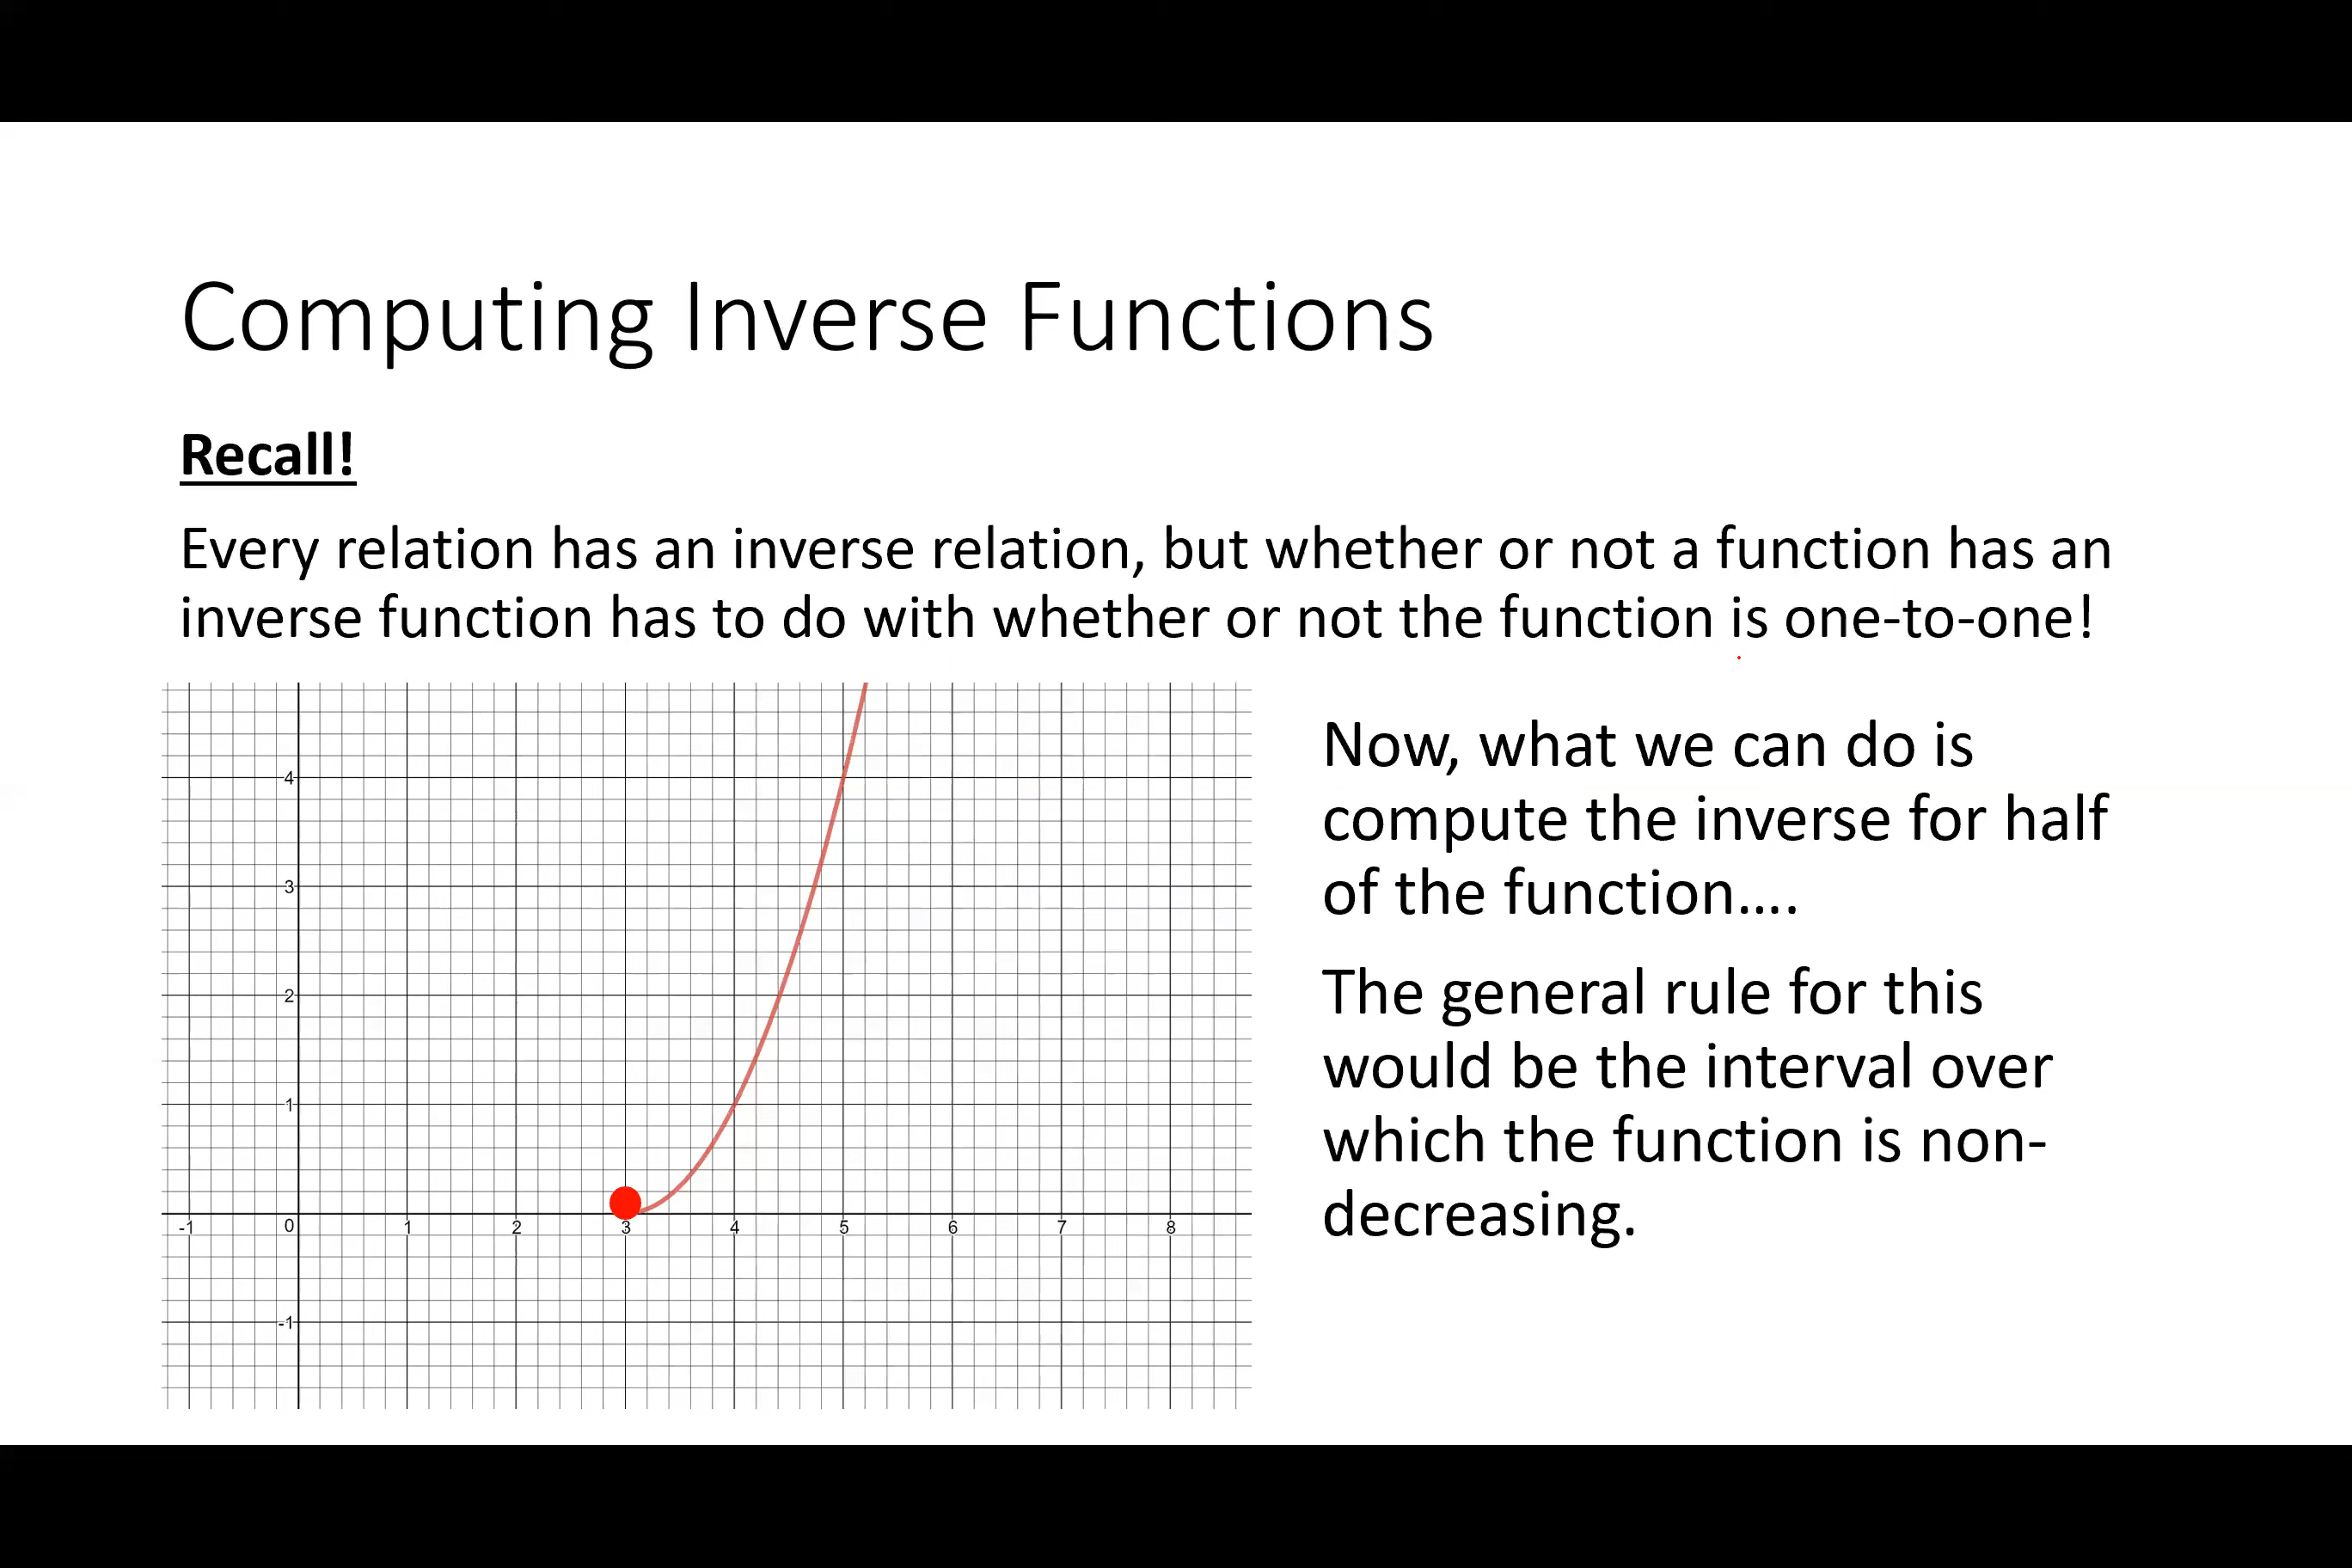 Computing Inverse Functions
Recall!
Every relation has an inverse relation, but whether or not a function has an
inverse function has to do with whether or not the function is one-to-one!
Now, what we can do is
compute the inverse for half
of the function....
The general rule for this
would be the interval over
which the function is non-
decreasing.
4
3
2
1
-1 0 1 2 3 4 5 6 7 8
-1